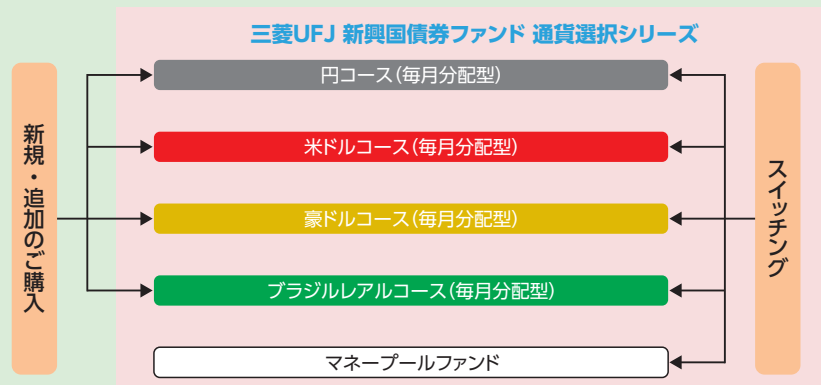 三菱UFJ 新興国債券ファンド 通貨選択シリーズ
新規・追加のご購入
円コース(毎月分配型)
米ドルコース(毎月分配型)
豪ドルコース(毎月分配型)
ブラジルレアルコース(毎月分配型)
マネープールファンド
スイッチング